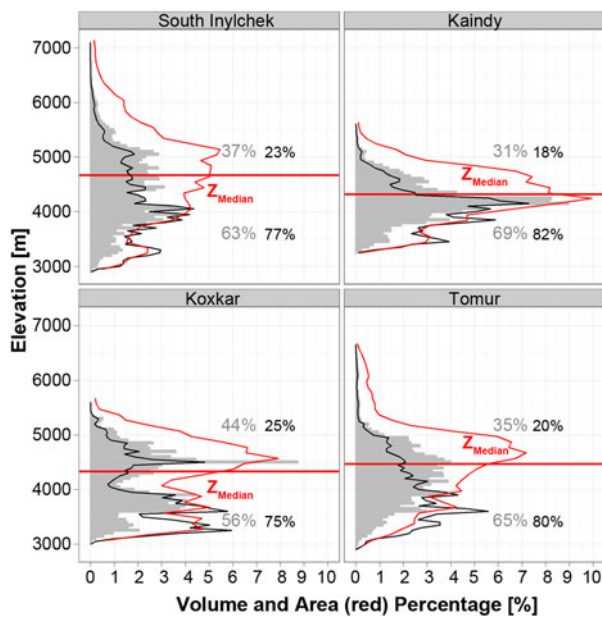 South Inylchek
Kaindy
7000
6000
5000
4000
3000
37% 23%
Z Median
63% 77%
31% 18%
Z Median
69% 82%
Elevation [m]
Koxkar
Tomur
7000
6000
5000
4000
3000
44% 25%
Z Median
56% 75%
35% 20%
Z Median
65% 80%
0 1 2 3 4 5 6 7 8 9 10
0 1 2 3 4 5 6 7 8 9 10
Volume and Area (red) Percentage [%]